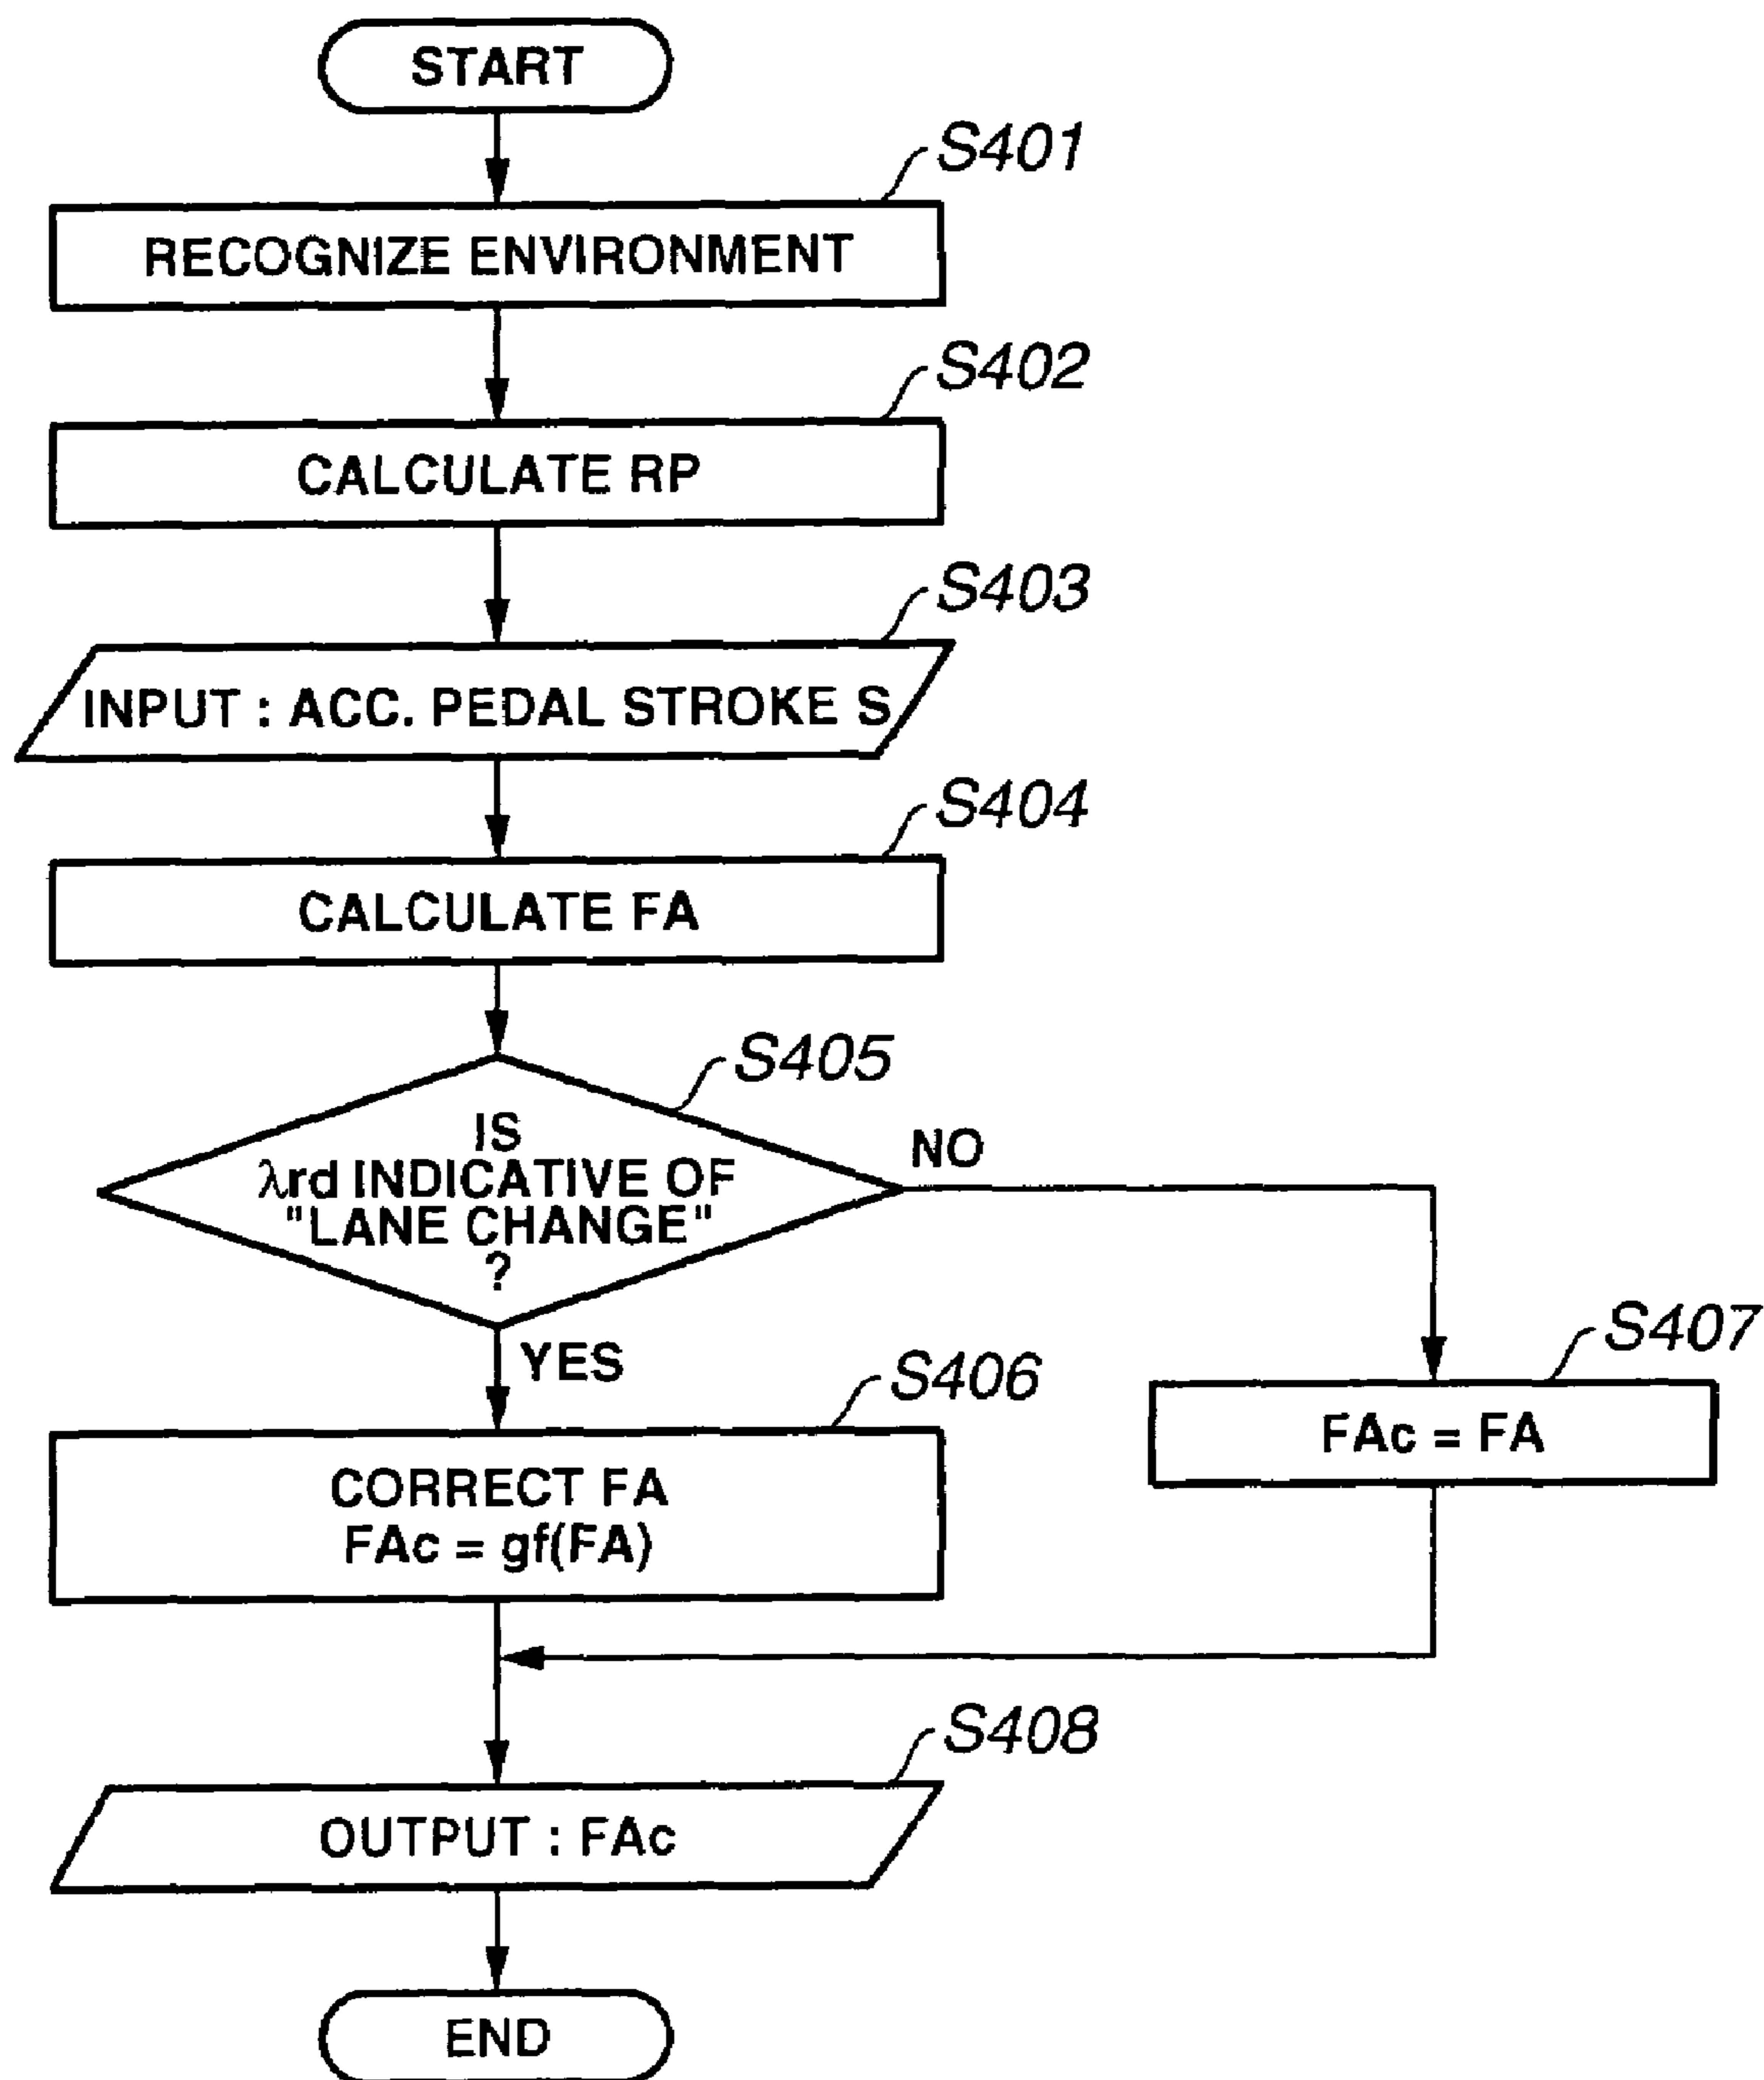 START
S401
RECOGNIZE ENVIRONMENT
S402
CALCULATE RP
S403
INPUT : ACC. PEDAL STROKE S
S404
CALCULATE FA
S405
IS
λrd INDICATIVE OF
"LANE CHANGE"
?
NO
YES
S406
CORRECT FA
FAc = gf(FA)
S407
FAc = FA
S408
OUTPUT : FAc
END